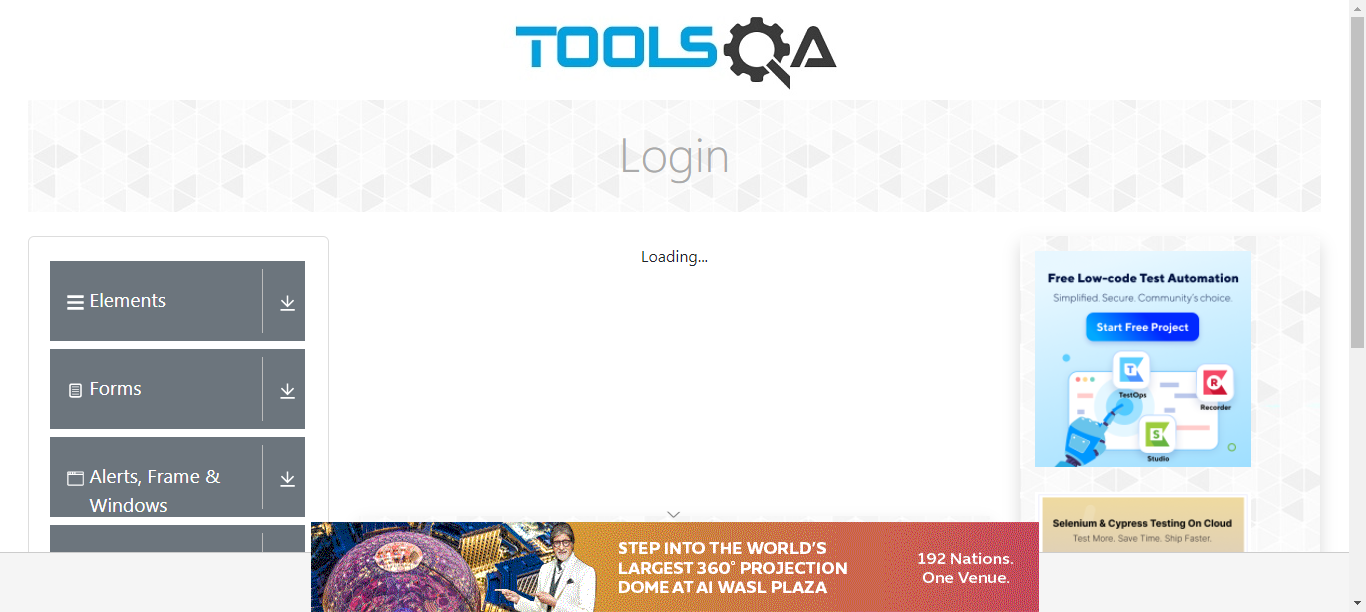 TOOLSQA
Login
Elements
Forms
Alerts, Frame &
Windows
Loading...
Free Low-code Test Automation
Simplified. Secure. Community's choice.
Start Free Project
TestOps
Recorder
Studio
Selenium & Cypress Testing On Cloud
Test More. Save Time. Ship Faster.
STEP INTO THE WORLD'S
LARGEST 360° PROJECTION
DOME AT Al WASL PLAZA
192 Nations.
One Venue.